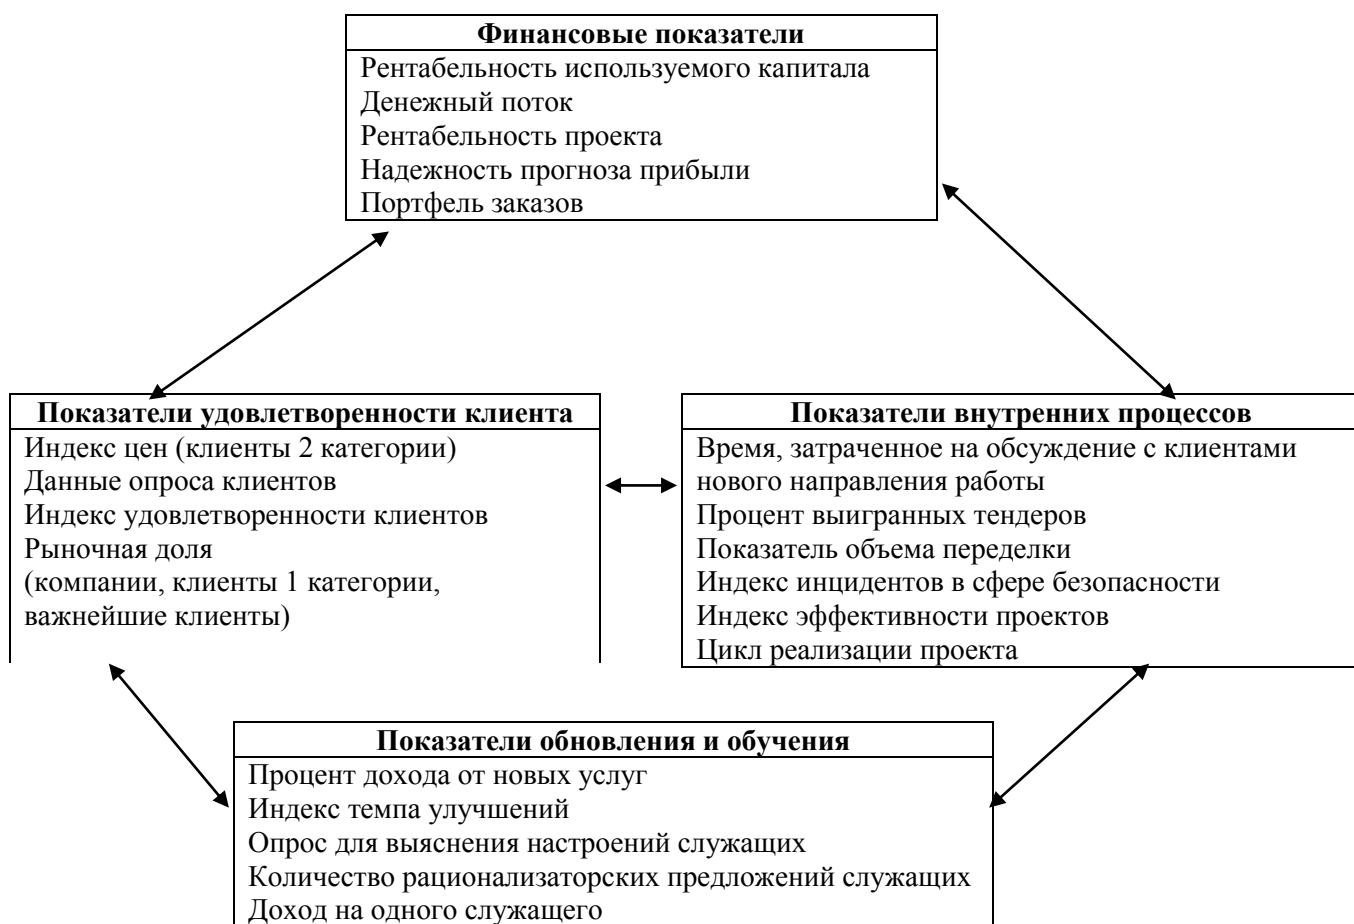 Финансовые показатели
Рентабельность используемого капитала
Денежный поток
Рентабельность проекта
Надежность прогноза прибыли
Портфель заказов
Показатели удовлетворенности клиента
Индекс цен (клиенты 2 категории)
Данные опроса клиентов
Индекс удовлетворенности клиентов
Рыночная доля
(компании, клиенты 1 категории,
важнейшие клиенты)
Показатели внутренних процессов
Время, затраченное на обсуждение с клиентами
нового направления работы
Процент выигранных тендеров
Показатель объема переделки
Индекс инцидентов в сфере безопасности
Индекс эффективности проектов
Цикл реализации проекта
Показатели обновления и обучения
Процент дохода от новых услуг
Индекс темпа улучшений
Опрос для выяснения настроений служащих
Количество рационализаторских предложений служащих
Доход на одного служащего